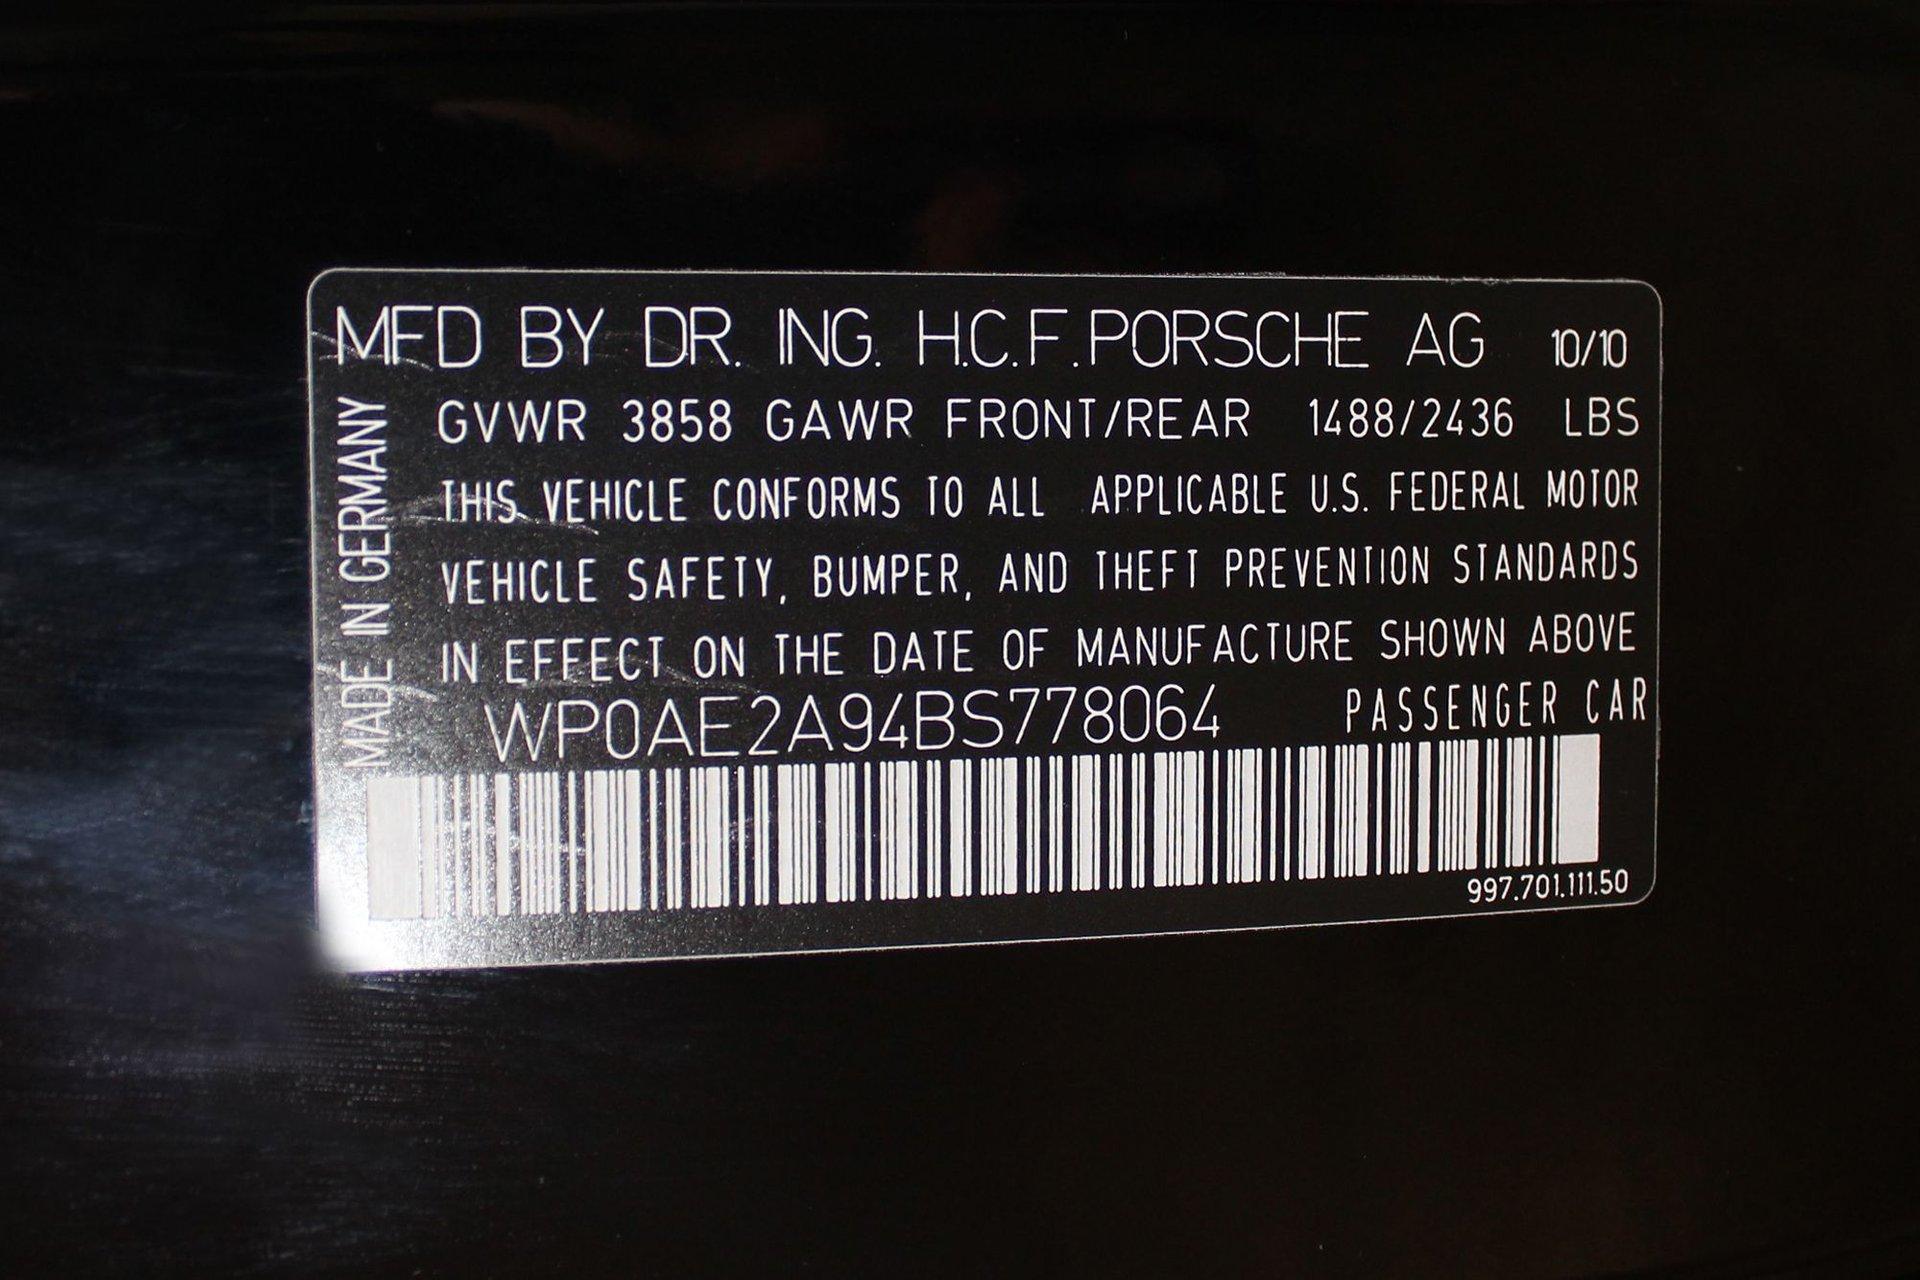 MFD BY DR. ING. H.C.F. PORSCHE AG 10/10
GVWR 3858 GAWR FRONT/REAR 1488/2436 LBS
THIS VEHICLE CONFORMS TO ALL APPLICABLE U.S. FEDERAL MOTOR
VEHICLE SAFETY, BUMPER, AND THEFT PREVENTION STANDARDS
IN EFFECT ON THE DATE OF MANUFACTURE SHOWN ABOVE
WP0AE2A94BS778064 PASSENGER CAR
997.701.111.50
MADE IN GERMANY